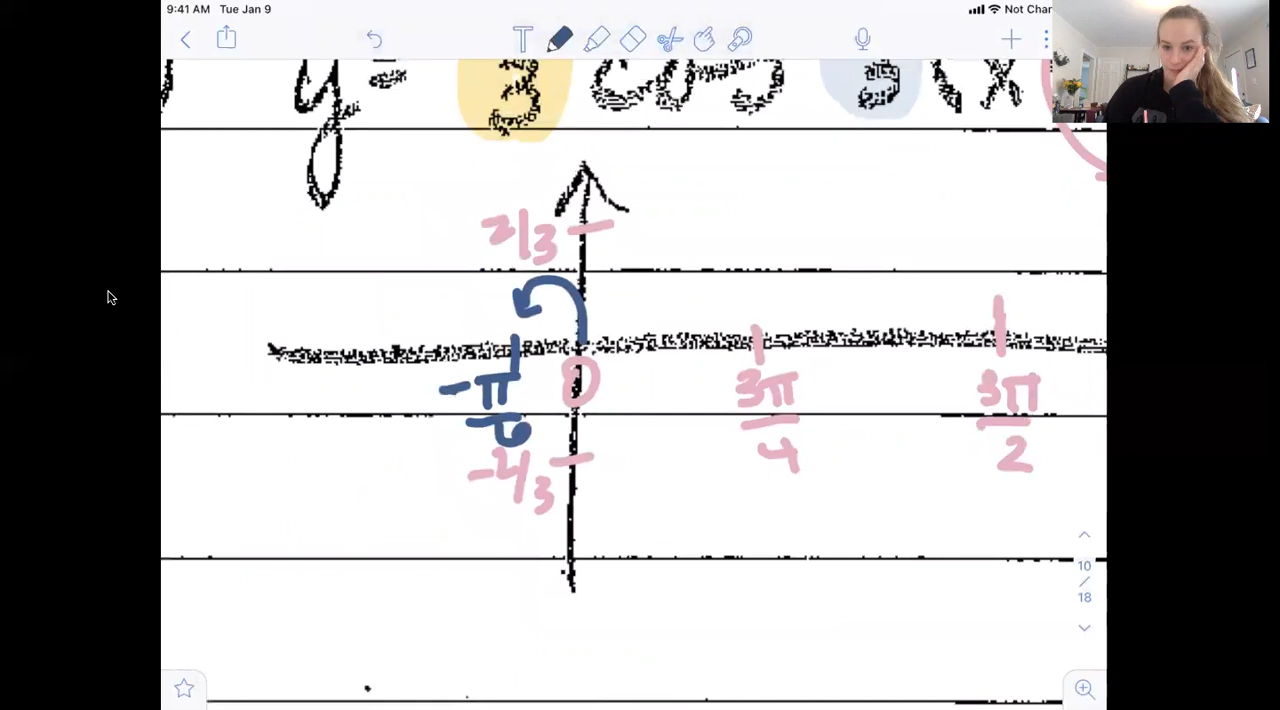 9:41 AM Tue Jan 9
Not Char
T
y = 3 cos 3 (x
2/3
0
-π/6
3π/4
3π/2
-2/3
10
/
18